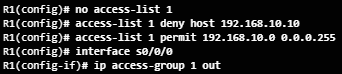 R1(config)# no access-list 1
R1(config)# access-list 1 deny host 192.168.10.10
R1(config)# access-list 1 permit 192.168.10.0 0.0.0.255
R1(config)# interface s0/0/0
R1(config-if)# ip access-group 1 out